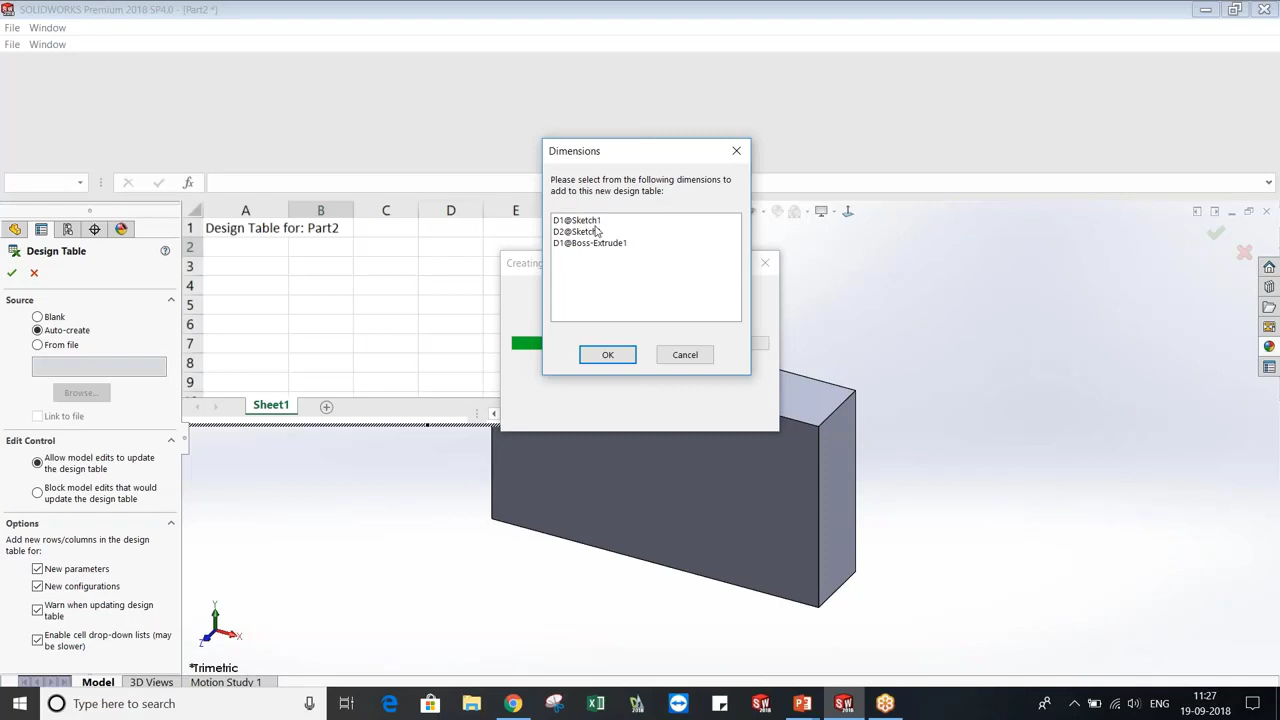 SOLIDWORKS Premium 2018 SP4.0 - [Part2 *]
File Window
File Window
Dimensions
Please select from the following dimensions to
add to this new design table:
D1@Sketch1
D2@Sketch
D1@Boss-Extrude1
OK Cancel
Creating
A B C D E
1 Design Table for: Part2
2
3
4
5
6
7
8
9
Sheet1
Design Table
Source
Blank
Auto-create
From file
Browse...
Link to file
Edit Control
Allow model edits to update
the design table
Block model edits that would
update the design table
Options
Add new rows/columns in the design
table for:
New parameters
New configurations
Warn when updating design
table
Enable cell drop-down lists (may
be slower)
Y
X
Z
*Trimetric
Model 3D Views Motion Study 1
Type here to search
ENG
11:27
19-09-2018